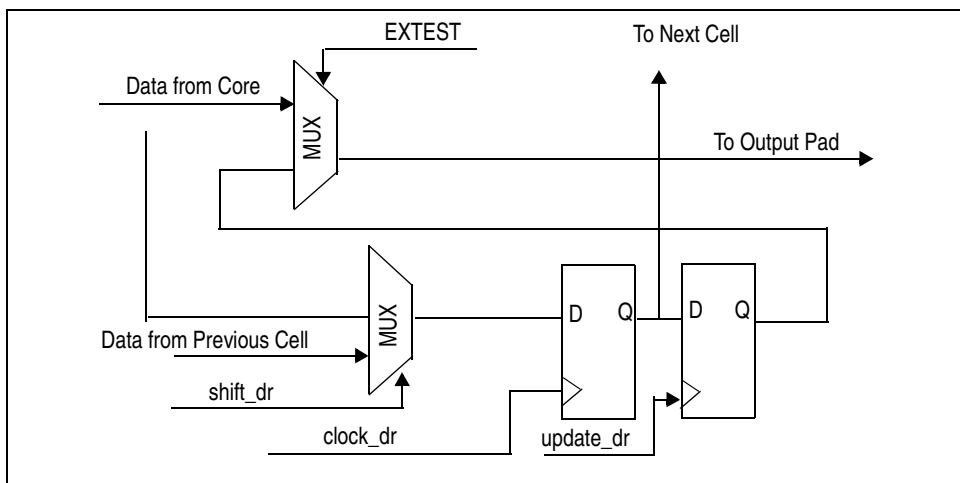 EXTEST
To Next Cell
Data from Core
MUX
To Output Pad
MUX
D
Q
D
Q
Data from Previous Cell
shift_dr
clock_dr
update_dr